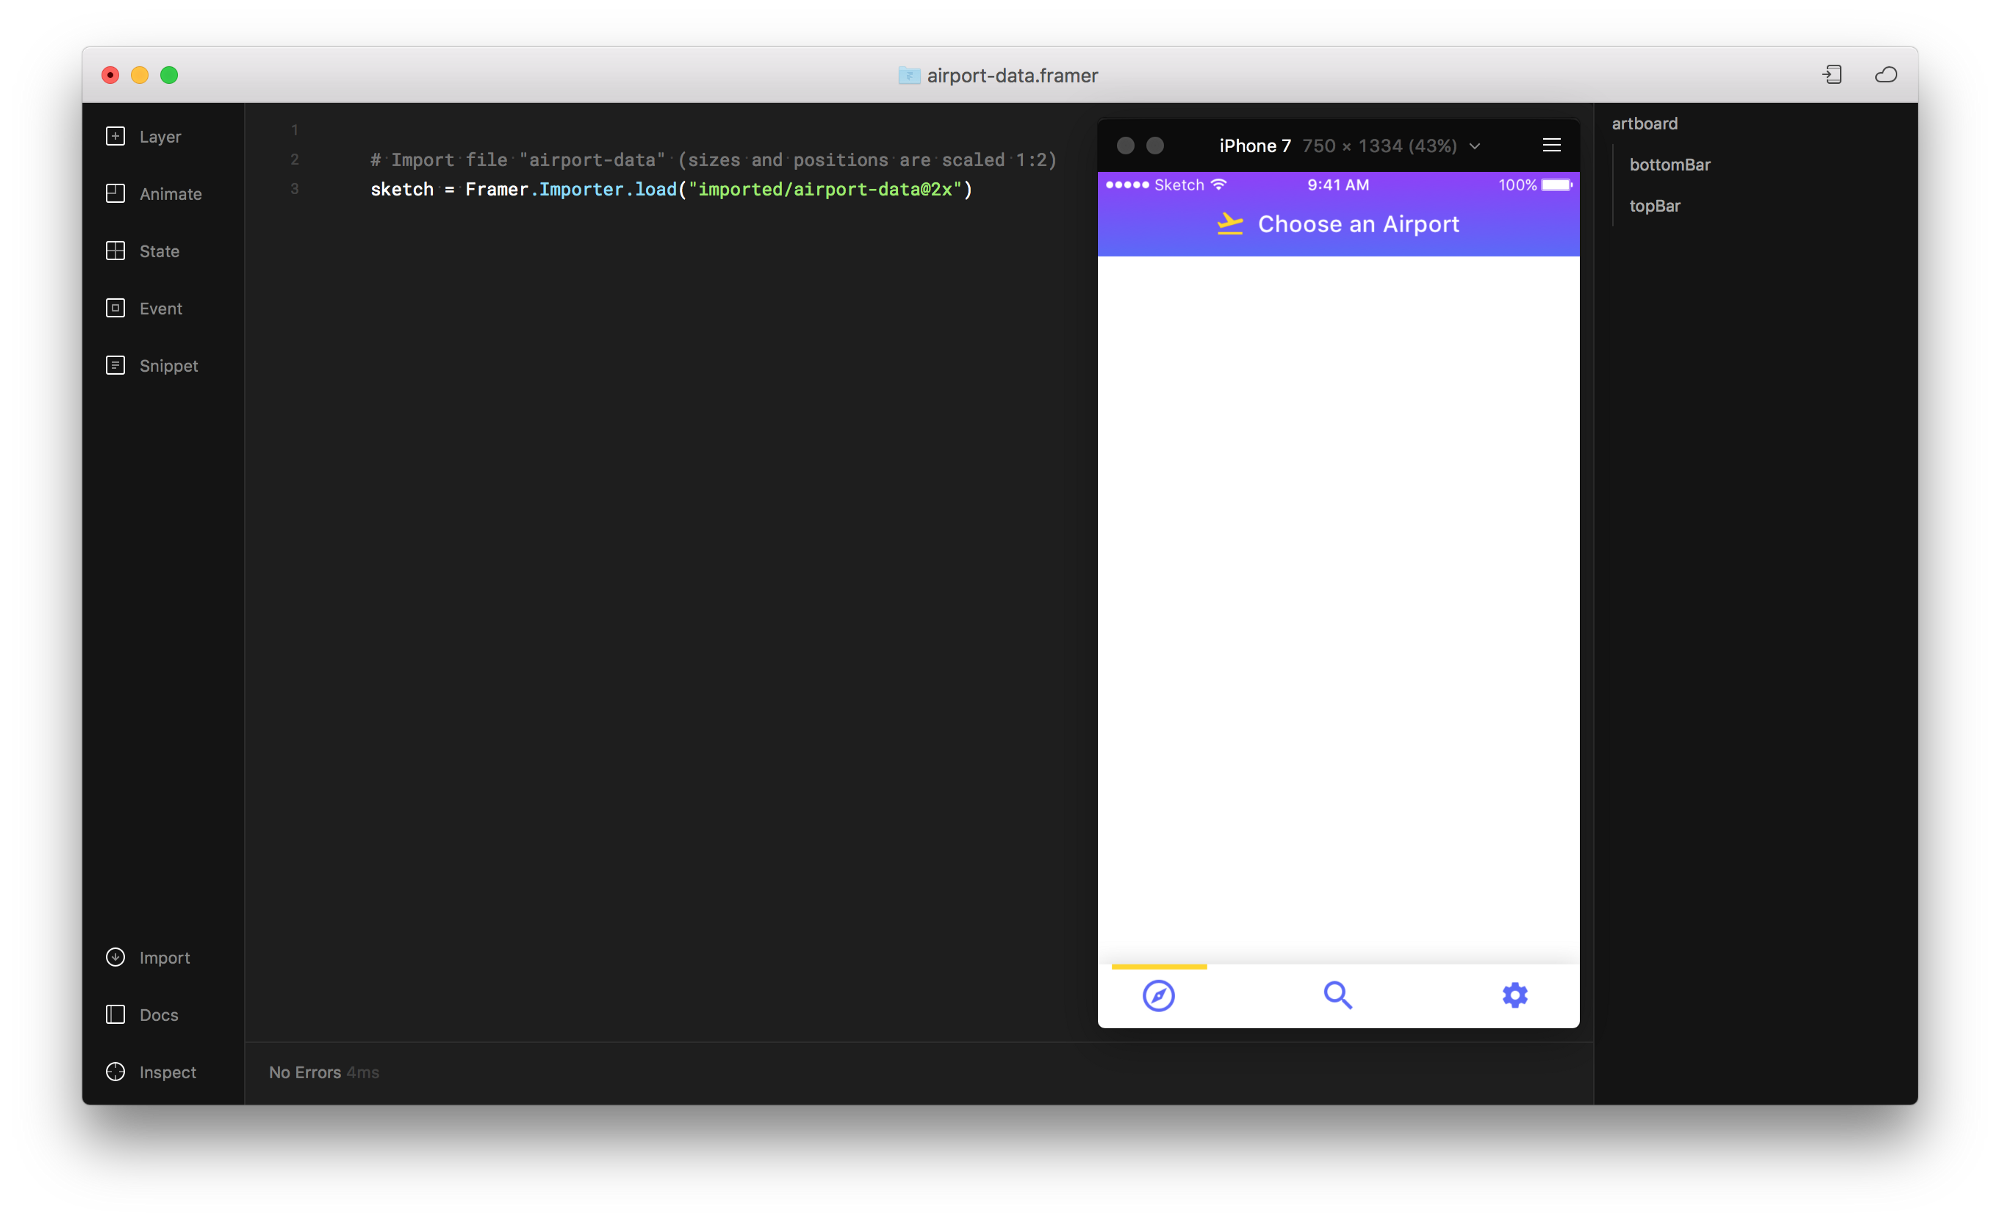 airport-data.framer
Layer
Animate
State
Event
Snippet
Import
Docs
Inspect
1
2 # Import file "airport-data" (sizes and positions are scaled 1:2)
3 sketch = Framer.Importer.load("imported/airport-data@2x")
No Errors 4ms
iPhone 7 750 × 1334 (43%)
Sketch 9:41 AM 100%
Choose an Airport
artboard
bottomBar
topBar